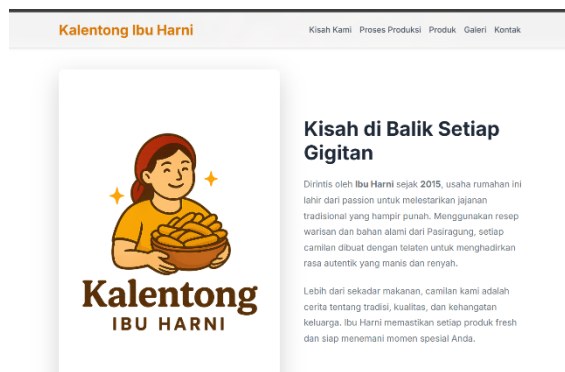 Kalentong Ibu Harni
Kisah Kami Proses Produksi Produk Galeri Kontak
Kalentong
IBU HARNI
Kisah di Balik Setiap
Gigitan
Dirintis oleh Ibu Harni sejak 2015, usaha rumahan ini
lahir dari passion untuk melestarikan jajanan
tradisional yang hampir punah. Menggunakan resep
warisan dan bahan alami dari Pasiragung, setiap
camilan dibuat dengan telaten untuk menghadirkan
rasa autentik yang manis dan renyah.
Lebih dari sekadar makanan, camilan kami adalah
cerita tentang tradisi, kualitas, dan kehangatan
keluarga. Ibu Harni memastikan setiap produk fresh
dan siap menemani momen spesial Anda.